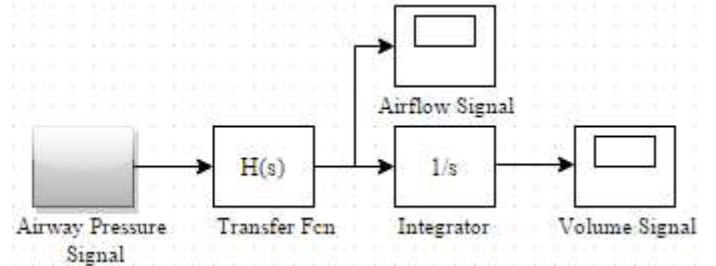 Airflow Signal
H(s)
1/s
Airway Pressure
Signal
Transfer Fcn
Integrator
Volume Signal